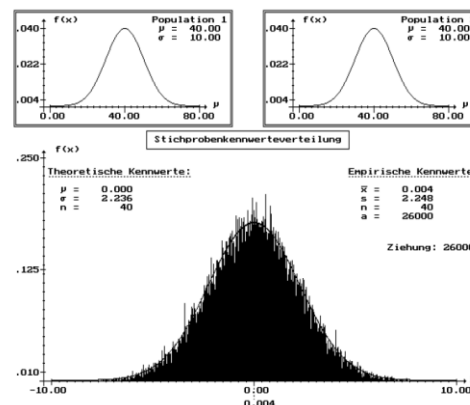 f(x)
Population 1
μ = 40.00
σ = 10.00
.040
.022
.004
0.00 40.00 80.00 μ
f(x)
Population
μ = 40.00
σ = 10.00
.040
.022
.004
0.00 40.00 80.00
Stichprobenkennwerteverteilung
f(x)
.250
.125
.010
Theoretische Kennwerte:
μ = 0.000
σ = 2.236
n = 40
Empirische Kennwerte
x̄ = 0.004
s = 2.248
n = 40
a = 26000
Ziehung: 26000
-10.00 0.00 10.00
0.004